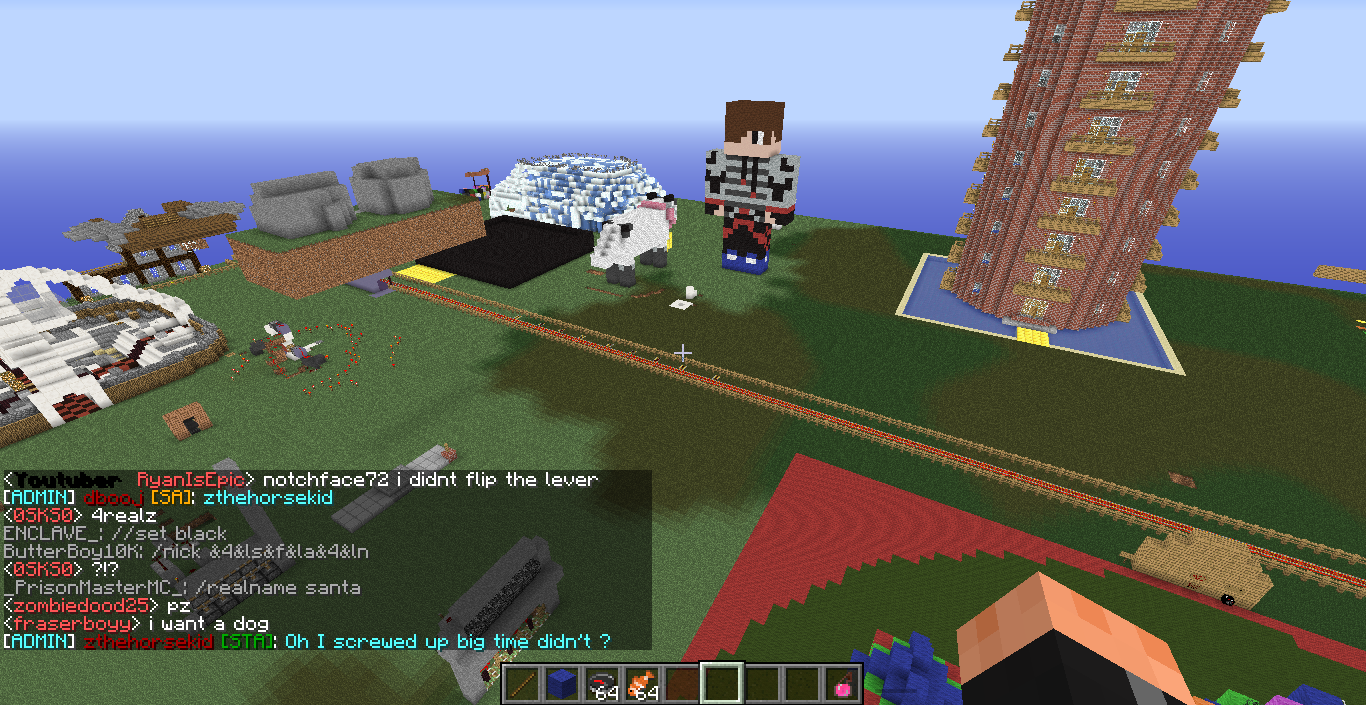 <Youtuber RyanIsEpic> notchface72 i didnt flip the lever
[ADMIN] dbooj [SA]: zthehorsekid
<0SKS0> 4realz
ENCLAVE_: //set black
ButterBoy10K: /nick &4&ls&f&la&4&ln
<0SKS0> ?!?
_PrisonMasterMC_: /realname santa
<zombiedood25> pz
<fraserboyy> i want a dog
[ADMIN] zthehorsekid [STA]: Oh I screwed up big time didn't ?
64 64